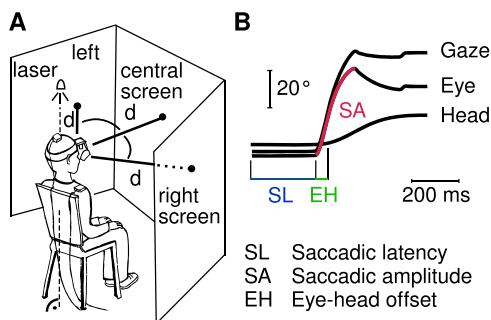 A
left
laser
central
screen
d
d
d
right
screen
B
Gaze
20°
Eye
SA
Head
SL EH
200 ms
SL Saccadic latency
SA Saccadic amplitude
EH Eye-head offset